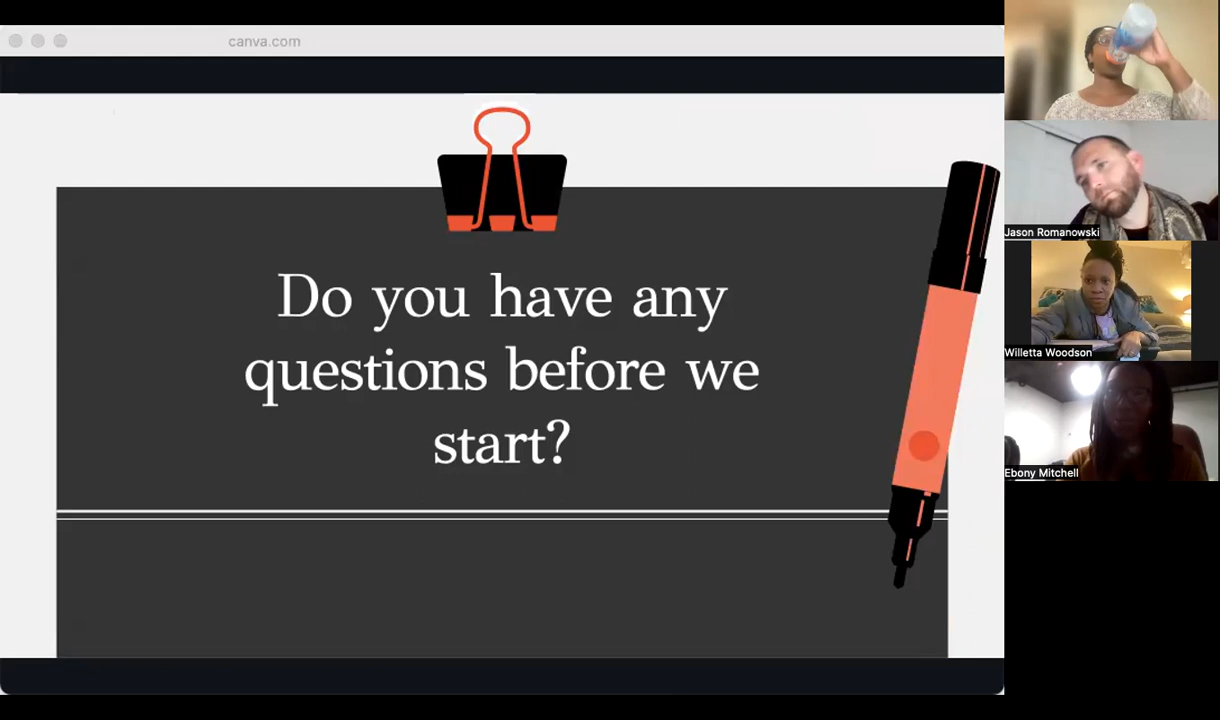 canva.com
Do you have any
questions before we
start?
Jason Romanowski
Willetta Woodson
Ebony Mitchell